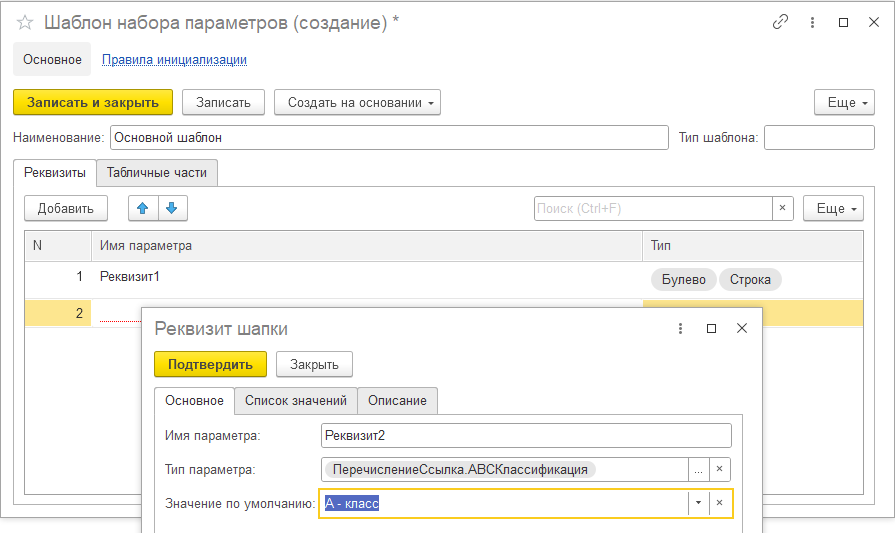 Шаблон набора параметров (создание) *
Основное Правила инициализации
Записать и закрыть Записать Создать на основании Еще
Наименование: Основной шаблон Тип шаблона:
Реквизиты Табличные части
Добавить Поиск (Ctrl+F) × Еще
N Имя параметра Тип
1 Реквизит1 Булево Строка
2
Реквизит шапки
Подтвердить Закрыть
Основное Список значений Описание
Имя параметра: Реквизит2
Тип параметра: ПеречислениеСсылка.АВСКлассификация ... ×
Значение по умолчанию: А - класс ×